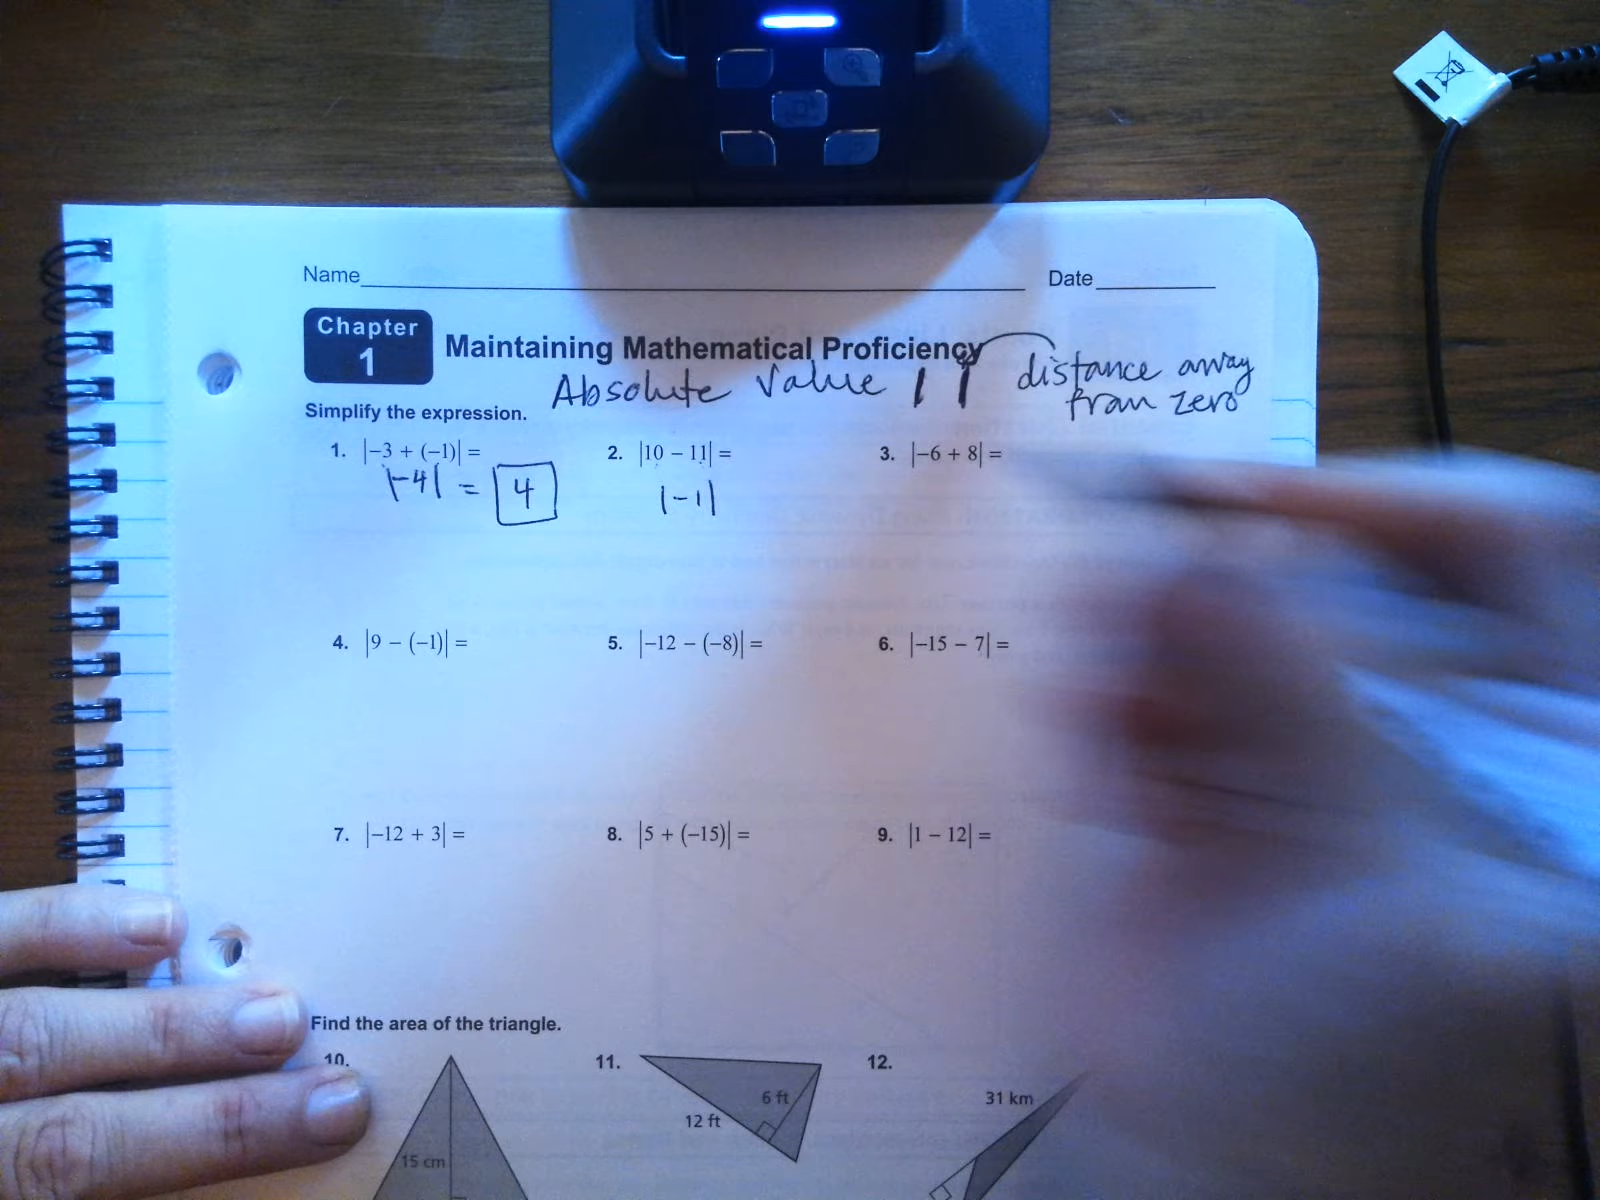 Name Date
Chapter 1 Maintaining Mathematical Proficiency
Absolute Value | | distance away from zero
Simplify the expression.
1. |−3 + (−1)| = 2. |10 − 11| = 3. |−6 + 8| =
|-4| = 4 |-1|
4. |9 − (−1)| = 5. |−12 − (−8)| = 6. |−15 − 7| =
7. |−12 + 3| = 8. |5 + (−15)| = 9. |1 − 12| =
Find the area of the triangle.
10. 11. 12.
6 ft 31 km
12 ft
15 cm